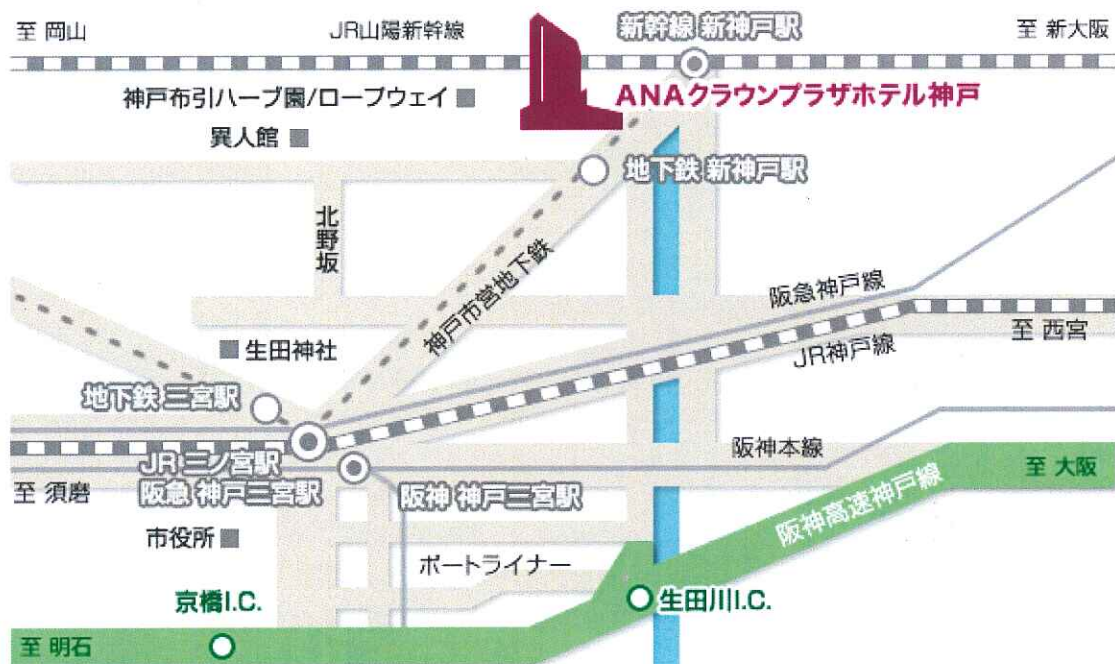 至 岡山
JR山陽新幹線
新幹線 新神戸駅
至 新大阪
神戸布引ハーブ園/ロープウェイ
ANAクラウンプラザホテル神戸
異人館
地下鉄 新神戸駅
北野坂
神戸市営地下鉄
阪急神戸線
至 西宮
JR神戸線
生田神社
地下鉄 三宮駅
阪神本線
JR 三ノ宮駅
阪急 神戸三宮駅
阪神 神戸三宮駅
至 須磨
至 大阪
阪神高速神戸線
市役所
ポートライナー
京橋I.C.
生田川I.C.
至 明石